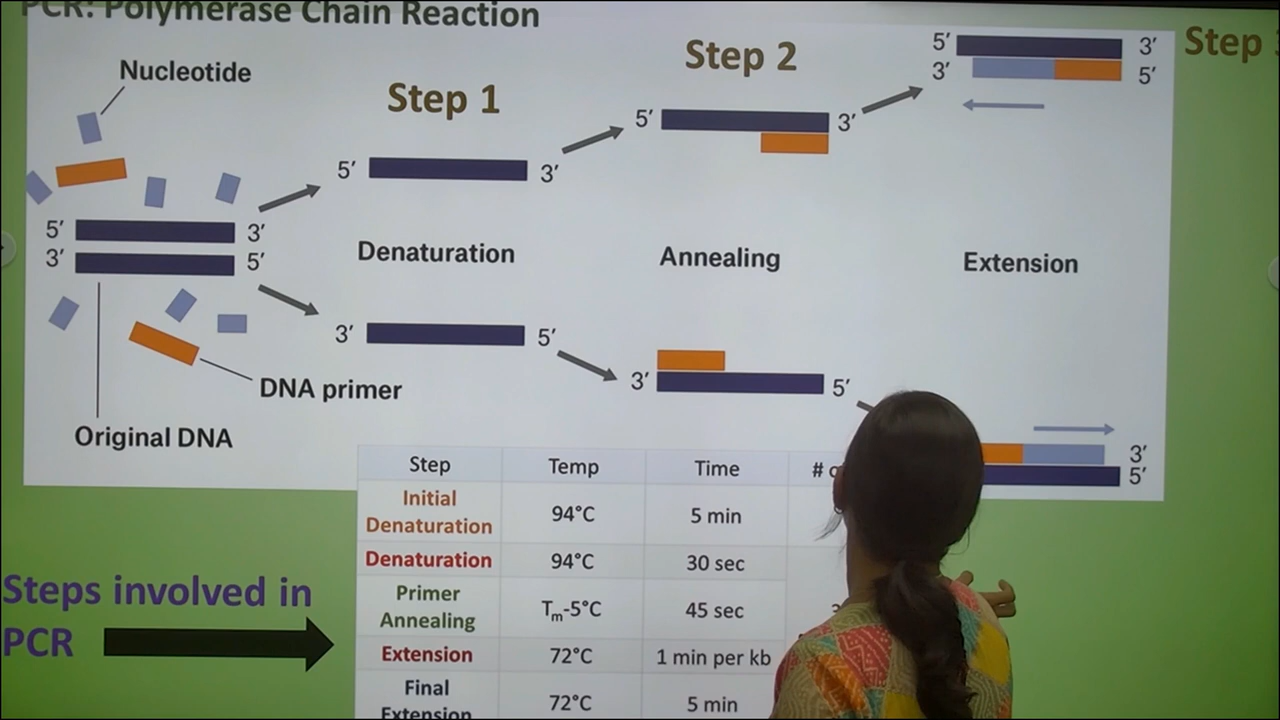 PCR: Polymerase Chain Reaction
Nucleotide
Step 1
Step 2
Step
5′ 3′
3′ 5′
5′ 3′
5′ 3′
5′ 3′
3′ 5′
Denaturation
Annealing
Extension
3′ 5′
3′ 5′
3′
5′
DNA primer
Original DNA
Step Temp Time #
Initial
Denaturation 94°C 5 min
Denaturation 94°C 30 sec
Primer
Annealing Tm-5°C 45 sec
Extension 72°C 1 min per kb
Final
Extension 72°C 5 min
Steps involved in
PCR